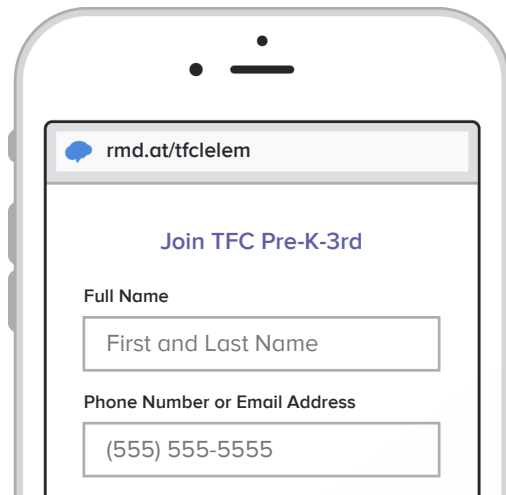 rmd.at/tfclelem
Join TFC Pre-K-3rd
Full Name
First and Last Name
Phone Number or Email Address
(555) 555-5555